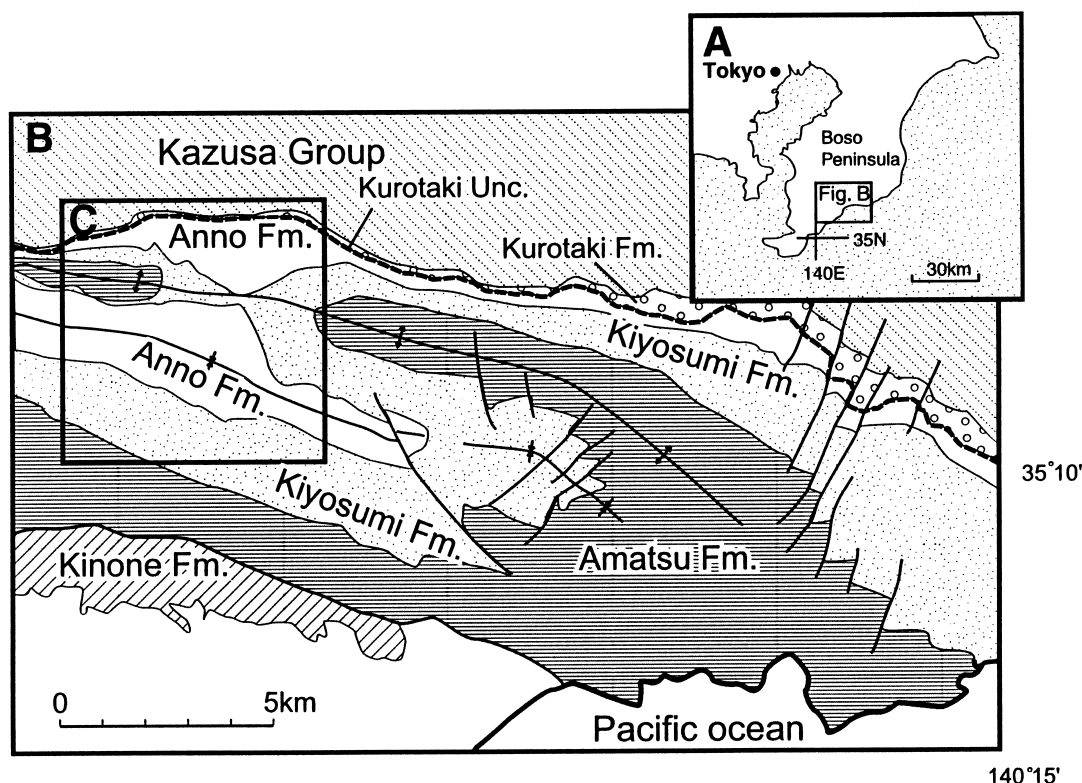 A
Tokyo
Boso
Peninsula
Fig. B
35N
140E
30km
B
Kazusa Group
Kurotaki Unc.
C
Anno Fm.
Kurotaki Fm.
Kiyosumi Fm.
Anno Fm.
35°10'
Kiyosumi Fm.
Amatsu Fm.
Kinone Fm.
0
5km
Pacific ocean
140°15'